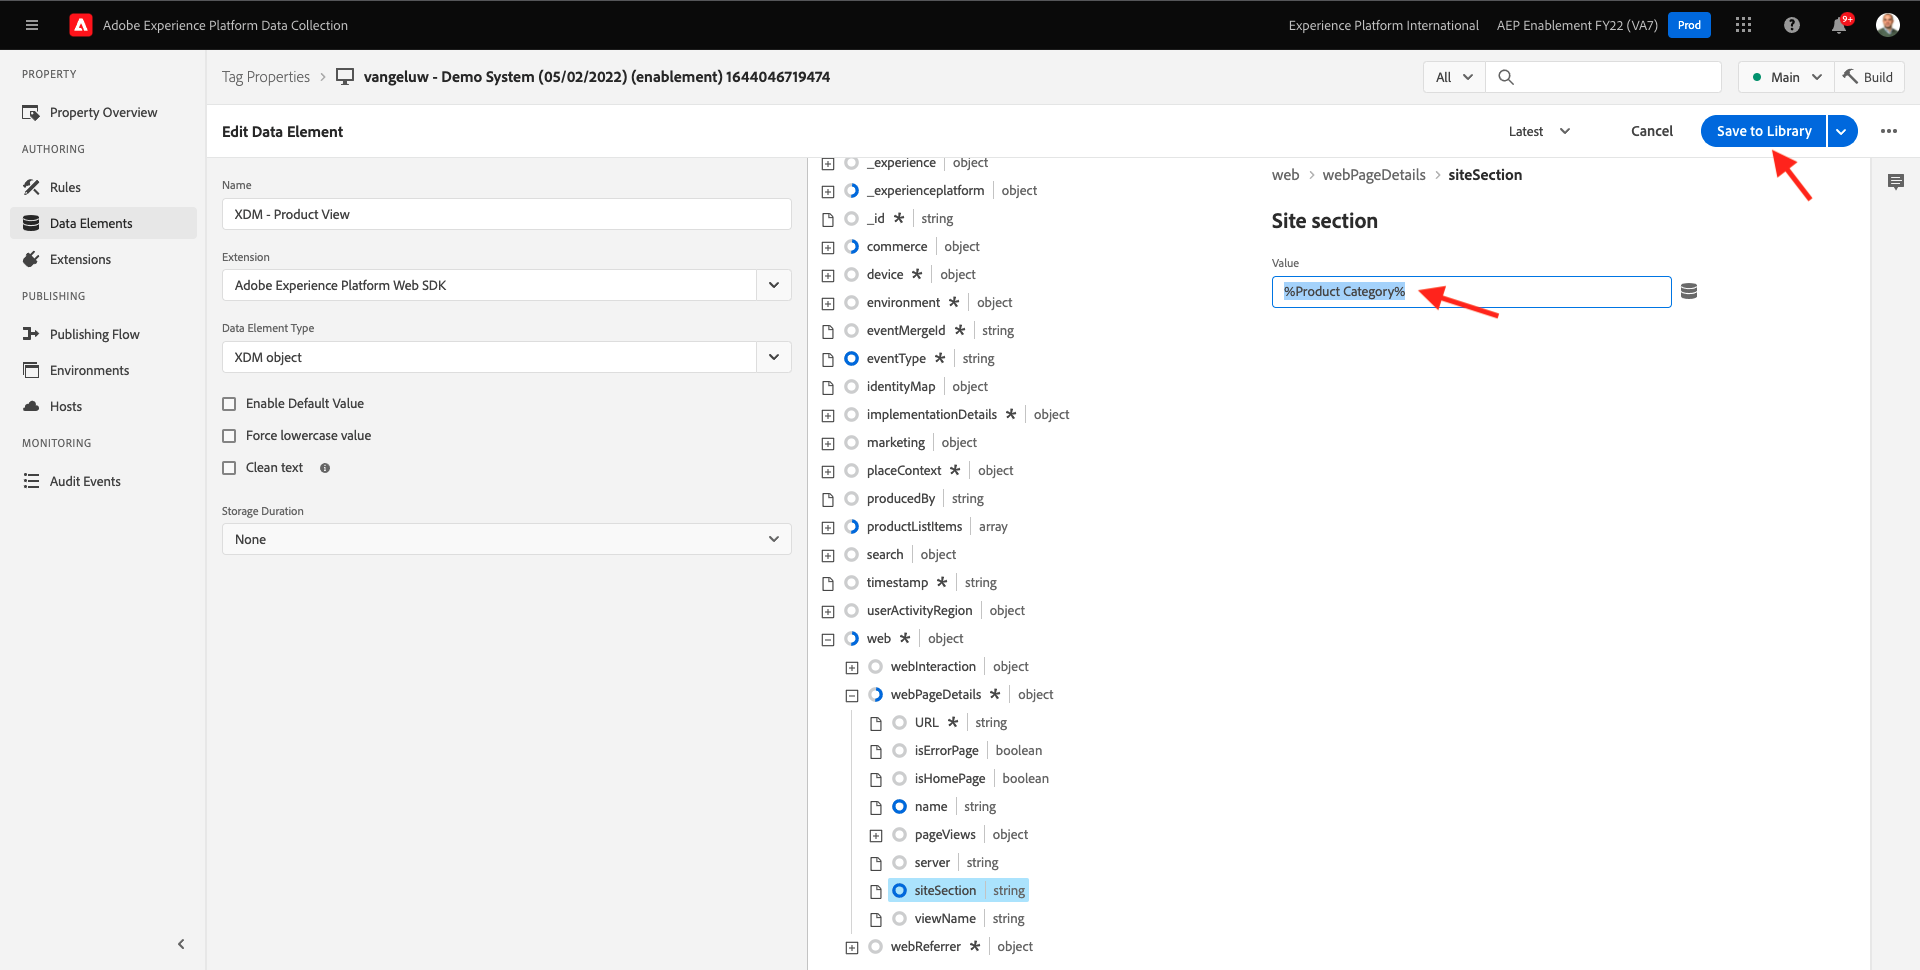 Adobe Experience Platform Data Collection
Experience Platform International
AEP Enablement FY22 (VA7)
Prod
9+
PROPERTY
Property Overview
AUTHORING
Rules
Data Elements
Extensions
PUBLISHING
Publishing Flow
Environments
Hosts
MONITORING
Audit Events
Tag Properties > vangeluw - Demo System (05/02/2022) (enablement) 1644046719474
All
Main
Build
Edit Data Element
Latest
Cancel
Save to Library
Name
XDM - Product View
Extension
Adobe Experience Platform Web SDK
Data Element Type
XDM object
Enable Default Value
Force lowercase value
Clean text
Storage Duration
None
_experience object
_experienceplatform object
_id * string
commerce object
device * object
environment * object
eventMergeId * string
eventType * string
identityMap object
implementationDetails * object
marketing object
placeContext * object
producedBy string
productListItems array
search object
timestamp * string
userActivityRegion object
web * object
webInteraction object
webPageDetails * object
URL * string
isErrorPage boolean
isHomePage boolean
name string
pageViews object
server string
siteSection string
viewName string
webReferrer * object
web > webPageDetails > siteSection
Site section
Value
%Product Category%